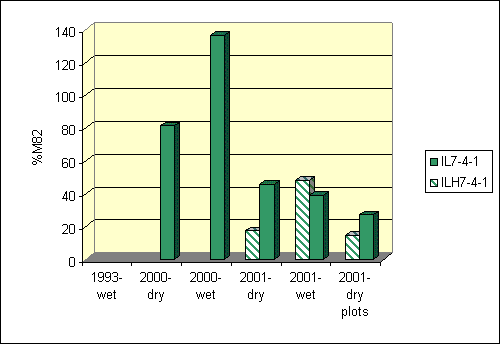 140
120
100
80
60
40
20
0
%M82
1993-
wet
2000-
dry
2000-
wet
2001-
dry
2001-
wet
2001-
dry
plots
IL7-4-1
ILH7-4-1